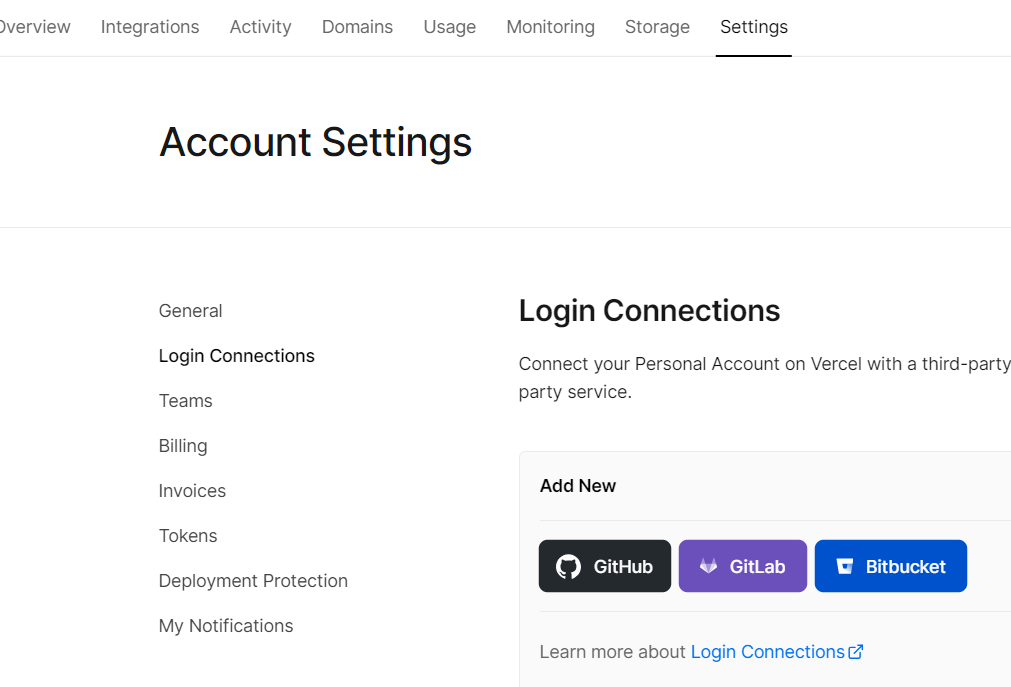 Overview Integrations Activity Domains Usage Monitoring Storage Settings
Account Settings
General
Login Connections
Teams
Billing
Invoices
Tokens
Deployment Protection
My Notifications
Login Connections
Connect your Personal Account on Vercel with a third-party
party service.
Add New
GitHub GitLab Bitbucket
Learn more about Login Connections